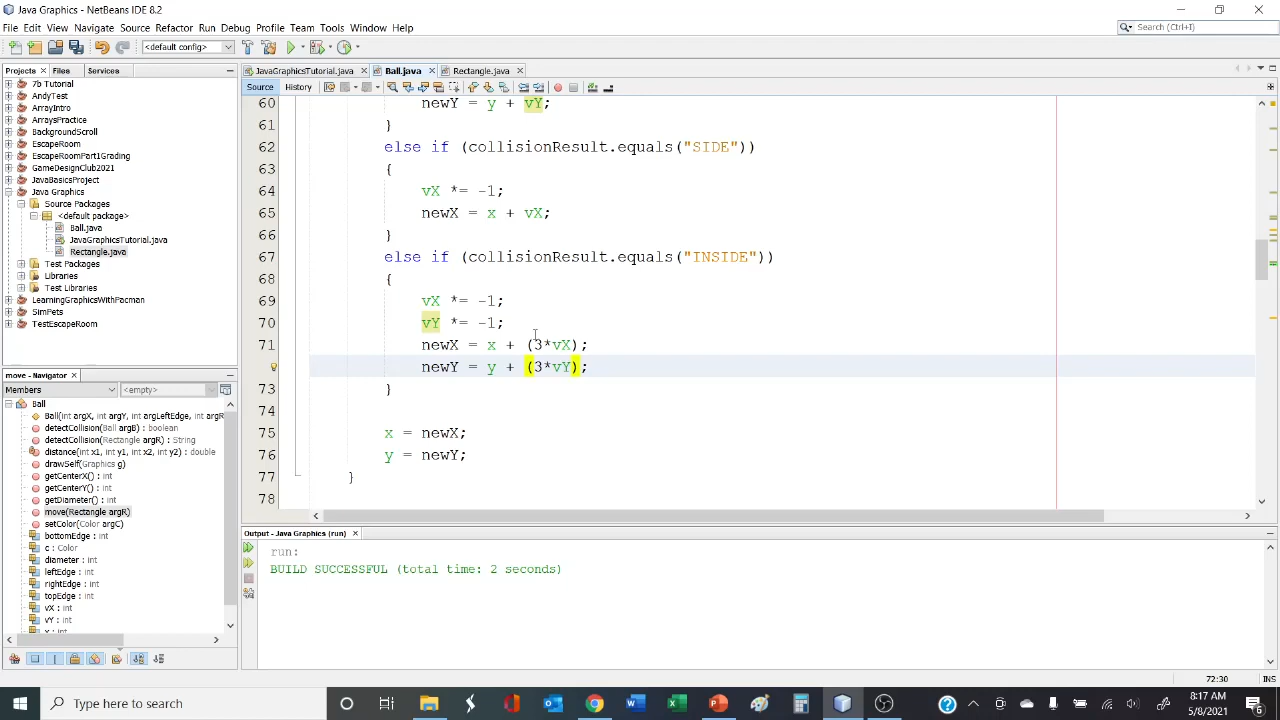 Java Graphics - NetBeans IDE 8.2
File Edit View Navigate Source Refactor Run Debug Profile Team Tools Window Help
Search (Ctrl+I)
<default config>
Projects Files Services
JavaGraphicsTutorial.java Ball.java Rectangle.java
Source History
7b Tutorial
AndyTest
ArrayIntro
ArraysPractice
BackgroundScroll
EscapeRoom
EscapeRoomPart1Grading
GameDesignClub2021
JavaBasicsProject
Java Graphics
Source Packages
<default package>
Ball.java
JavaGraphicsTutorial.java
Rectangle.java
Test Packages
Libraries
Test Libraries
LearningGraphicsWithPacman
SimPets
TestEscapeRoom
60 newY = y + vY;
61 }
62 else if (collisionResult.equals("SIDE"))
63 {
64 vX *= -1;
65 newX = x + vX;
66 }
67 else if (collisionResult.equals("INSIDE"))
68 {
69 vX *= -1;
70 vY *= -1;
71 newX = x + (3*vX);
newY = y + (3*vY);
73 }
74
75 x = newX;
76 y = newY;
77 }
78
move - Navigator
Members <empty>
Ball
Ball(int argX, int argY, int argLeftEdge, int argR
detectCollision(Ball argB) : boolean
detectCollision(Rectangle argR) : String
distance(int x1, int y1, int x2, int y2) : double
drawSelf(Graphics g)
getCenterX() : int
getCenterY() : int
getDiameter() : int
move(Rectangle argR)
setColor(Color argC)
bottomEdge : int
c : Color
diameter : int
leftEdge : int
rightEdge : int
topEdge : int
vX : int
vY : int
Output - Java Graphics (run)
run:
BUILD SUCCESSFUL (total time: 2 seconds)
72:30 INS
Type here to search
8:17 AM
5/8/2021
6